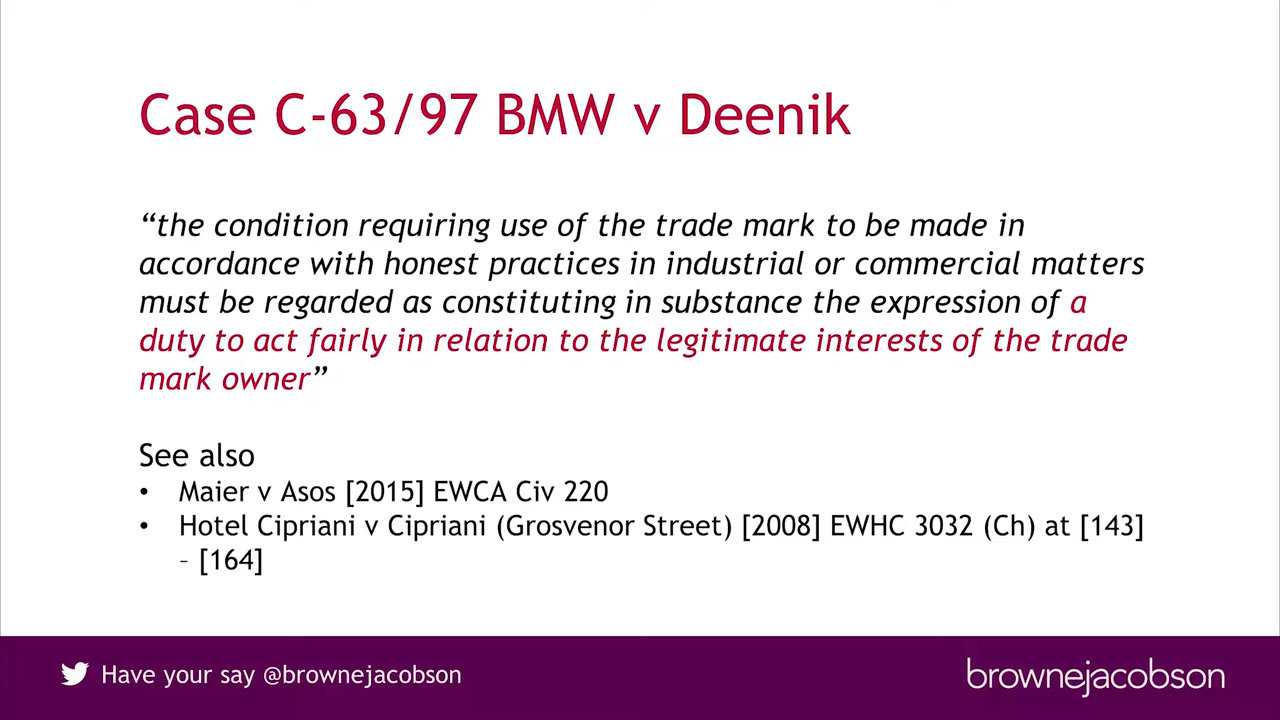 Case C-63/97 BMW v Deenik
“the condition requiring use of the trade mark to be made in
accordance with honest practices in industrial or commercial matters
must be regarded as constituting in substance the expression of a
duty to act fairly in relation to the legitimate interests of the trade
mark owner”
See also
• Maier v Asos [2015] EWCA Civ 220
• Hotel Cipriani v Cipriani (Grosvenor Street) [2008] EWHC 3032 (Ch) at [143]
– [164]
Have your say @brownejacobson
brownejacobson